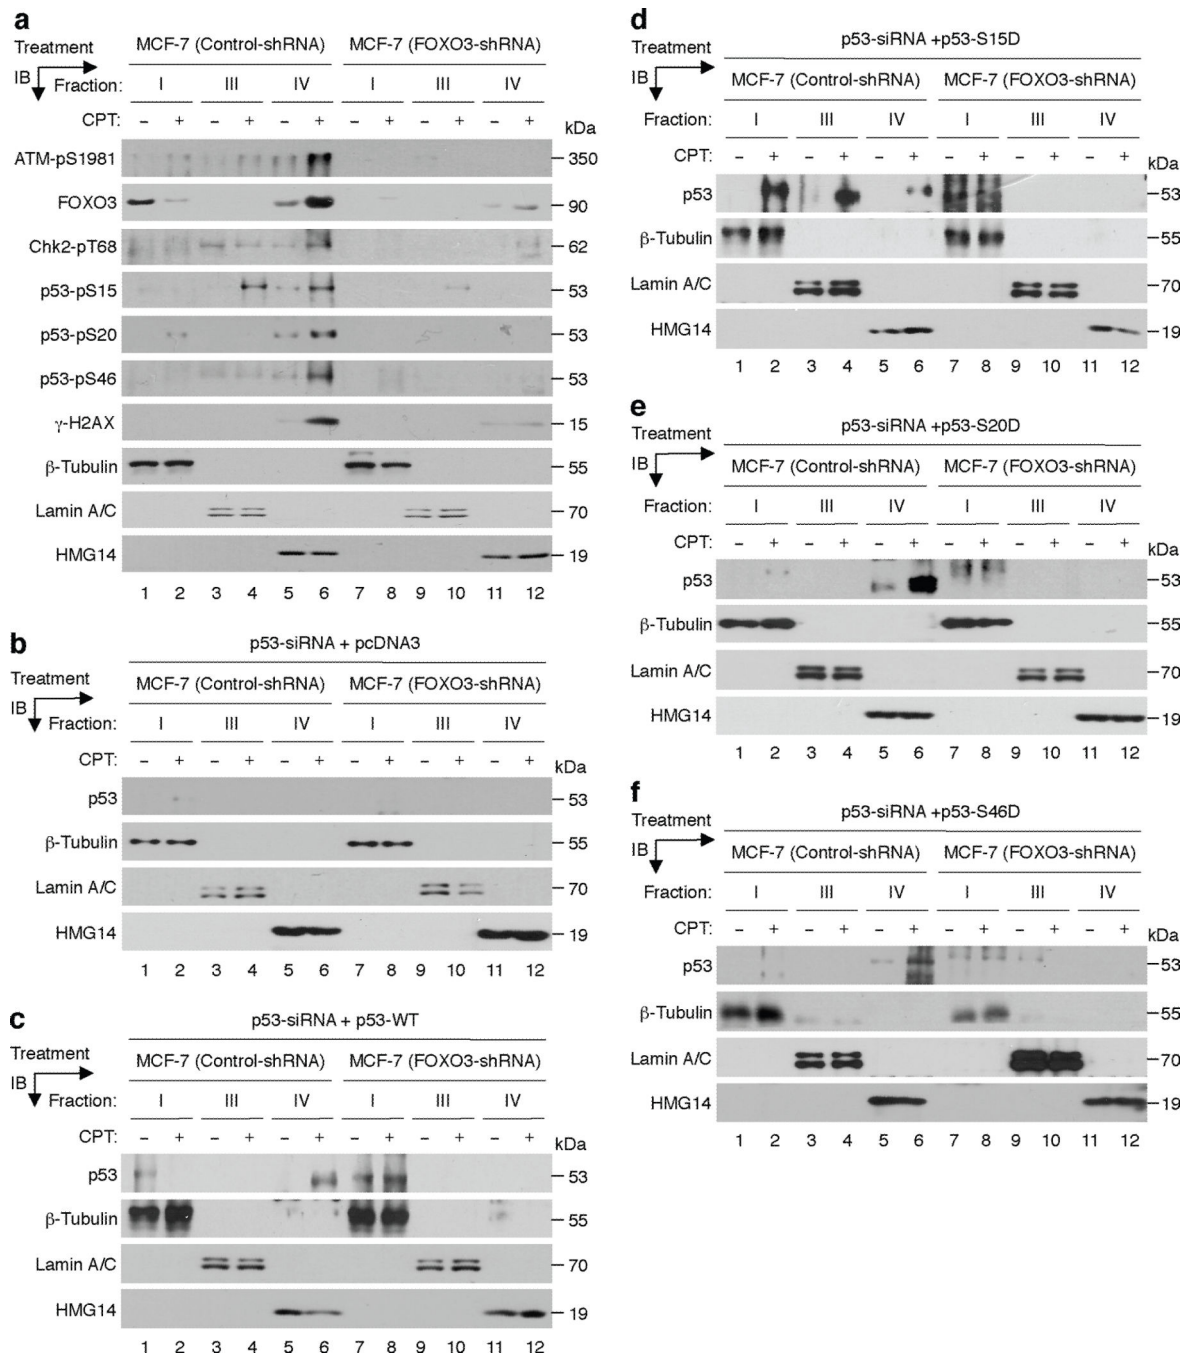 a
Treatment MCF-7 (Control-shRNA) MCF-7 (FOXO3-shRNA)
IB Fraction: I III IV I III IV
CPT: – + – + – + – + – + – + kDa
ATM-pS1981 350
FOXO3 90
Chk2-pT68 62
p53-pS15 53
p53-pS20 53
p53-pS46 53
γ-H2AX 15
β-Tubulin 55
Lamin A/C 70
HMG14 19
1 2 3 4 5 6 7 8 9 10 11 12
b
p53-siRNA + pcDNA3
Treatment MCF-7 (Control-shRNA) MCF-7 (FOXO3-shRNA)
IB Fraction: I III IV I III IV
CPT: – + – + – + – + – + – + kDa
p53 53
β-Tubulin 55
Lamin A/C 70
HMG14 19
1 2 3 4 5 6 7 8 9 10 11 12
c
p53-siRNA + p53-WT
Treatment MCF-7 (Control-shRNA) MCF-7 (FOXO3-shRNA)
IB Fraction: I III IV I III IV
CPT: – + – + – + – + – + – + kDa
p53 53
β-Tubulin 55
Lamin A/C 70
HMG14 19
1 2 3 4 5 6 7 8 9 10 11 12
d
p53-siRNA +p53-S15D
Treatment MCF-7 (Control-shRNA) MCF-7 (FOXO3-shRNA)
IB
Fraction: I III IV I III IV
CPT: – + – + – + – + – + – + kDa
p53 53
β-Tubulin 55
Lamin A/C 70
HMG14 19
1 2 3 4 5 6 7 8 9 10 11 12
e
p53-siRNA +p53-S20D
Treatment
IB MCF-7 (Control-shRNA) MCF-7 (FOXO3-shRNA)
Fraction: I III IV I III IV
CPT: – + – + – + – + – + – + kDa
p53 53
β-Tubulin 55
Lamin A/C 70
HMG14 19
1 2 3 4 5 6 7 8 9 10 11 12
f
p53-siRNA +p53-S46D
Treatment
IB MCF-7 (Control-shRNA) MCF-7 (FOXO3-shRNA)
Fraction: I III IV I III IV
CPT: – + – + – + – + – + – + kDa
p53 53
β-Tubulin 55
Lamin A/C 70
HMG14 19
1 2 3 4 5 6 7 8 9 10 11 12